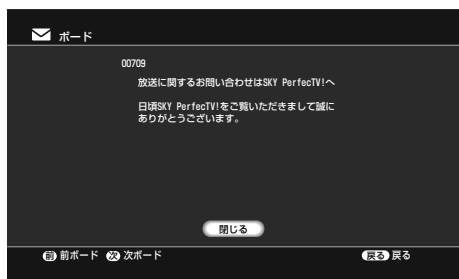 ボード
00709
放送に関するお問い合わせはSKY PerfecTV!へ
日頃SKY PerfecTV!をご覧いただきまして誠に
ありがとうございます。
閉じる
前 前ボード 次 次ボード 戻る 戻る